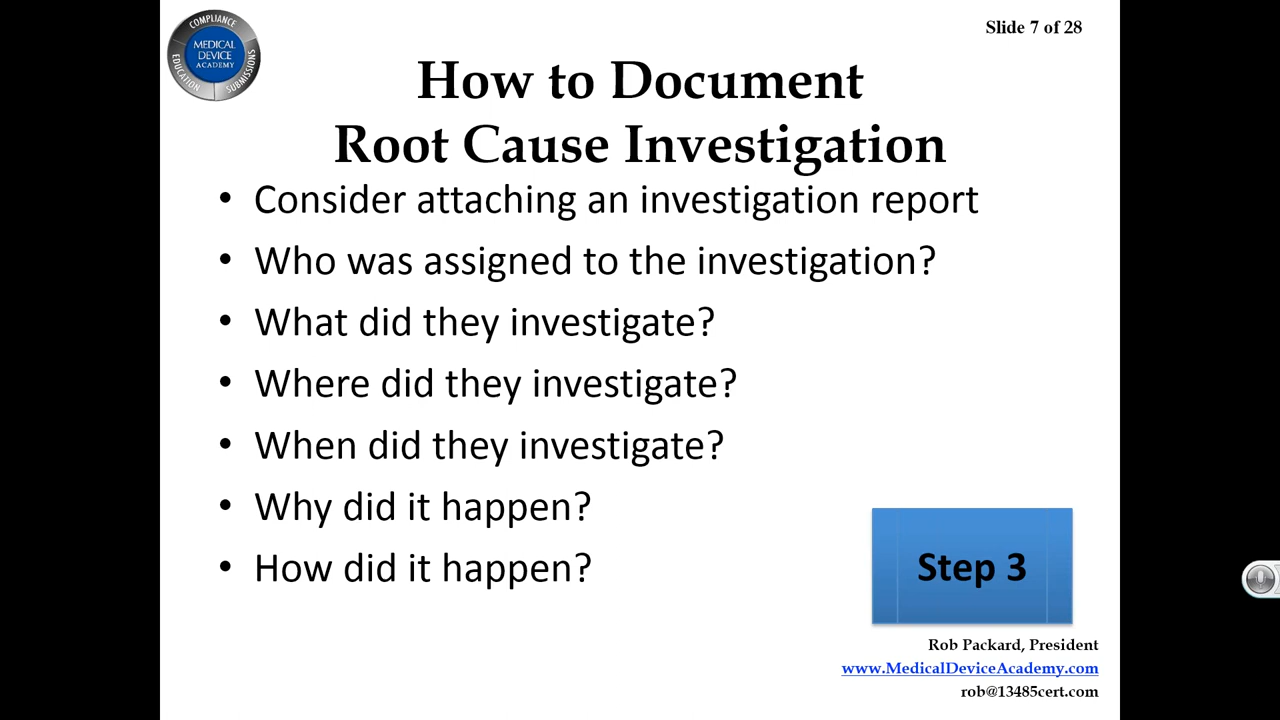 COMPLIANCE
MEDICAL
DEVICE
ACADEMY
EDUCATION
SUBMISSIONS
Slide 7 of 28
How to Document
Root Cause Investigation
• Consider attaching an investigation report
• Who was assigned to the investigation?
• What did they investigate?
• Where did they investigate?
• When did they investigate?
• Why did it happen?
• How did it happen?
Step 3
Rob Packard, President
www.MedicalDeviceAcademy.com
rob@13485cert.com